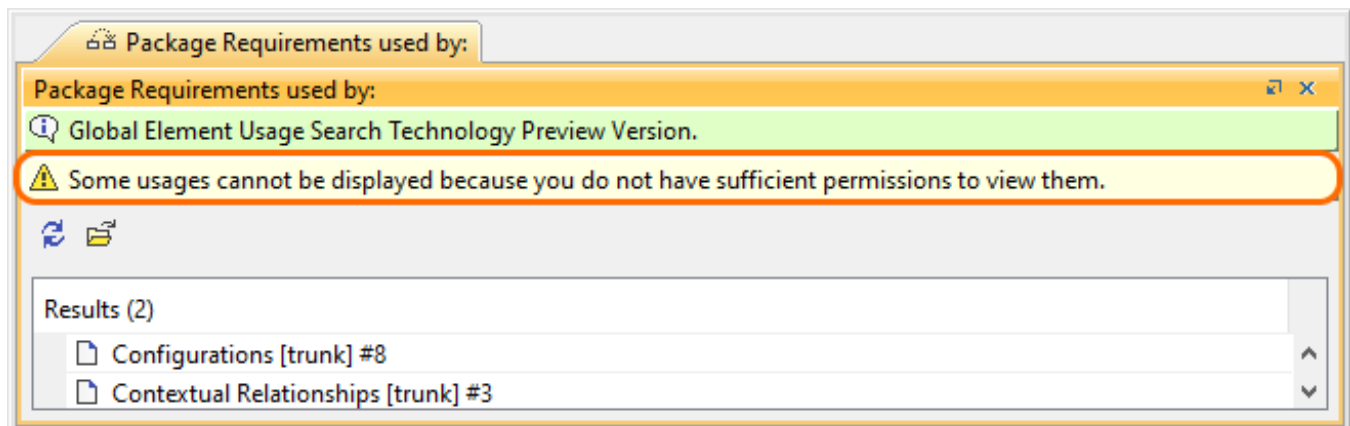 Package Requirements used by:
Package Requirements used by:
Global Element Usage Search Technology Preview Version.
Some usages cannot be displayed because you do not have sufficient permissions to view them.
Results (2)
Configurations [trunk] #8
Contextual Relationships [trunk] #3